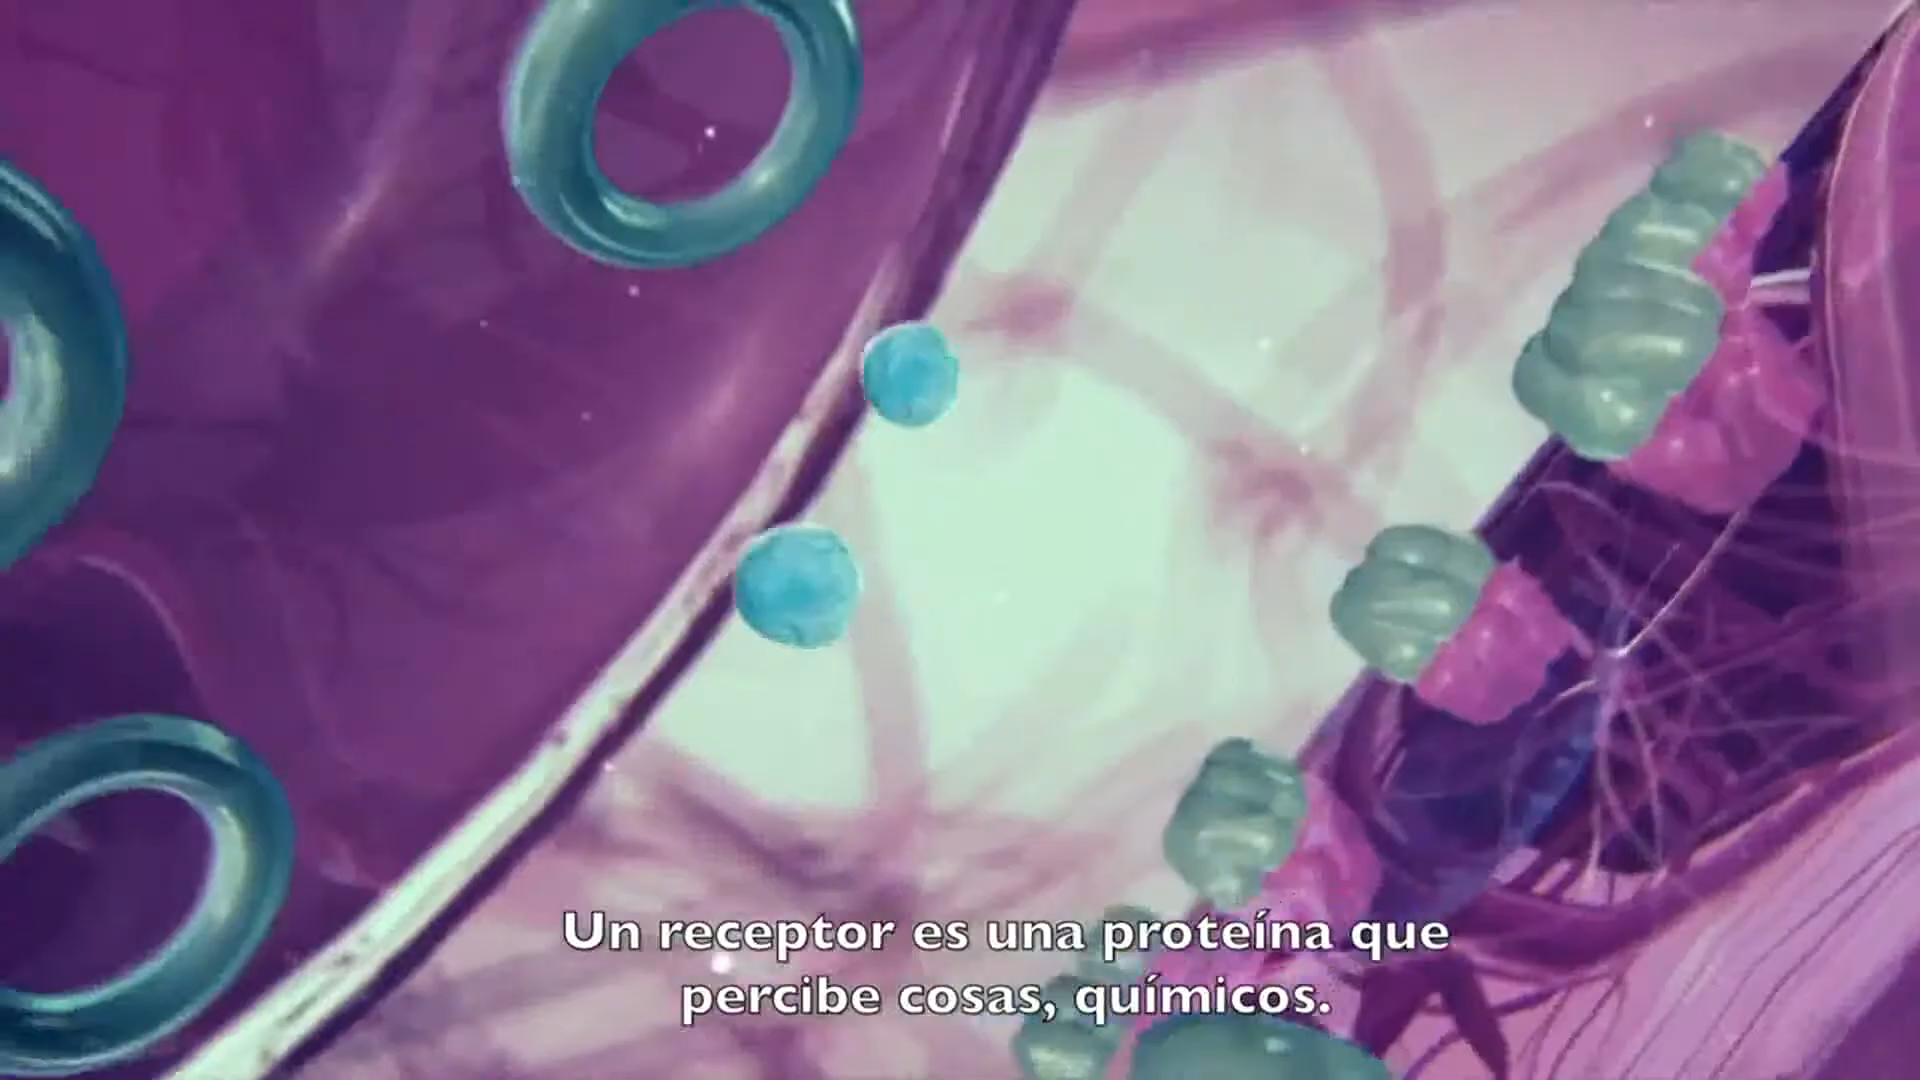 Un receptor es una proteína que
percibe cosas, químicos.